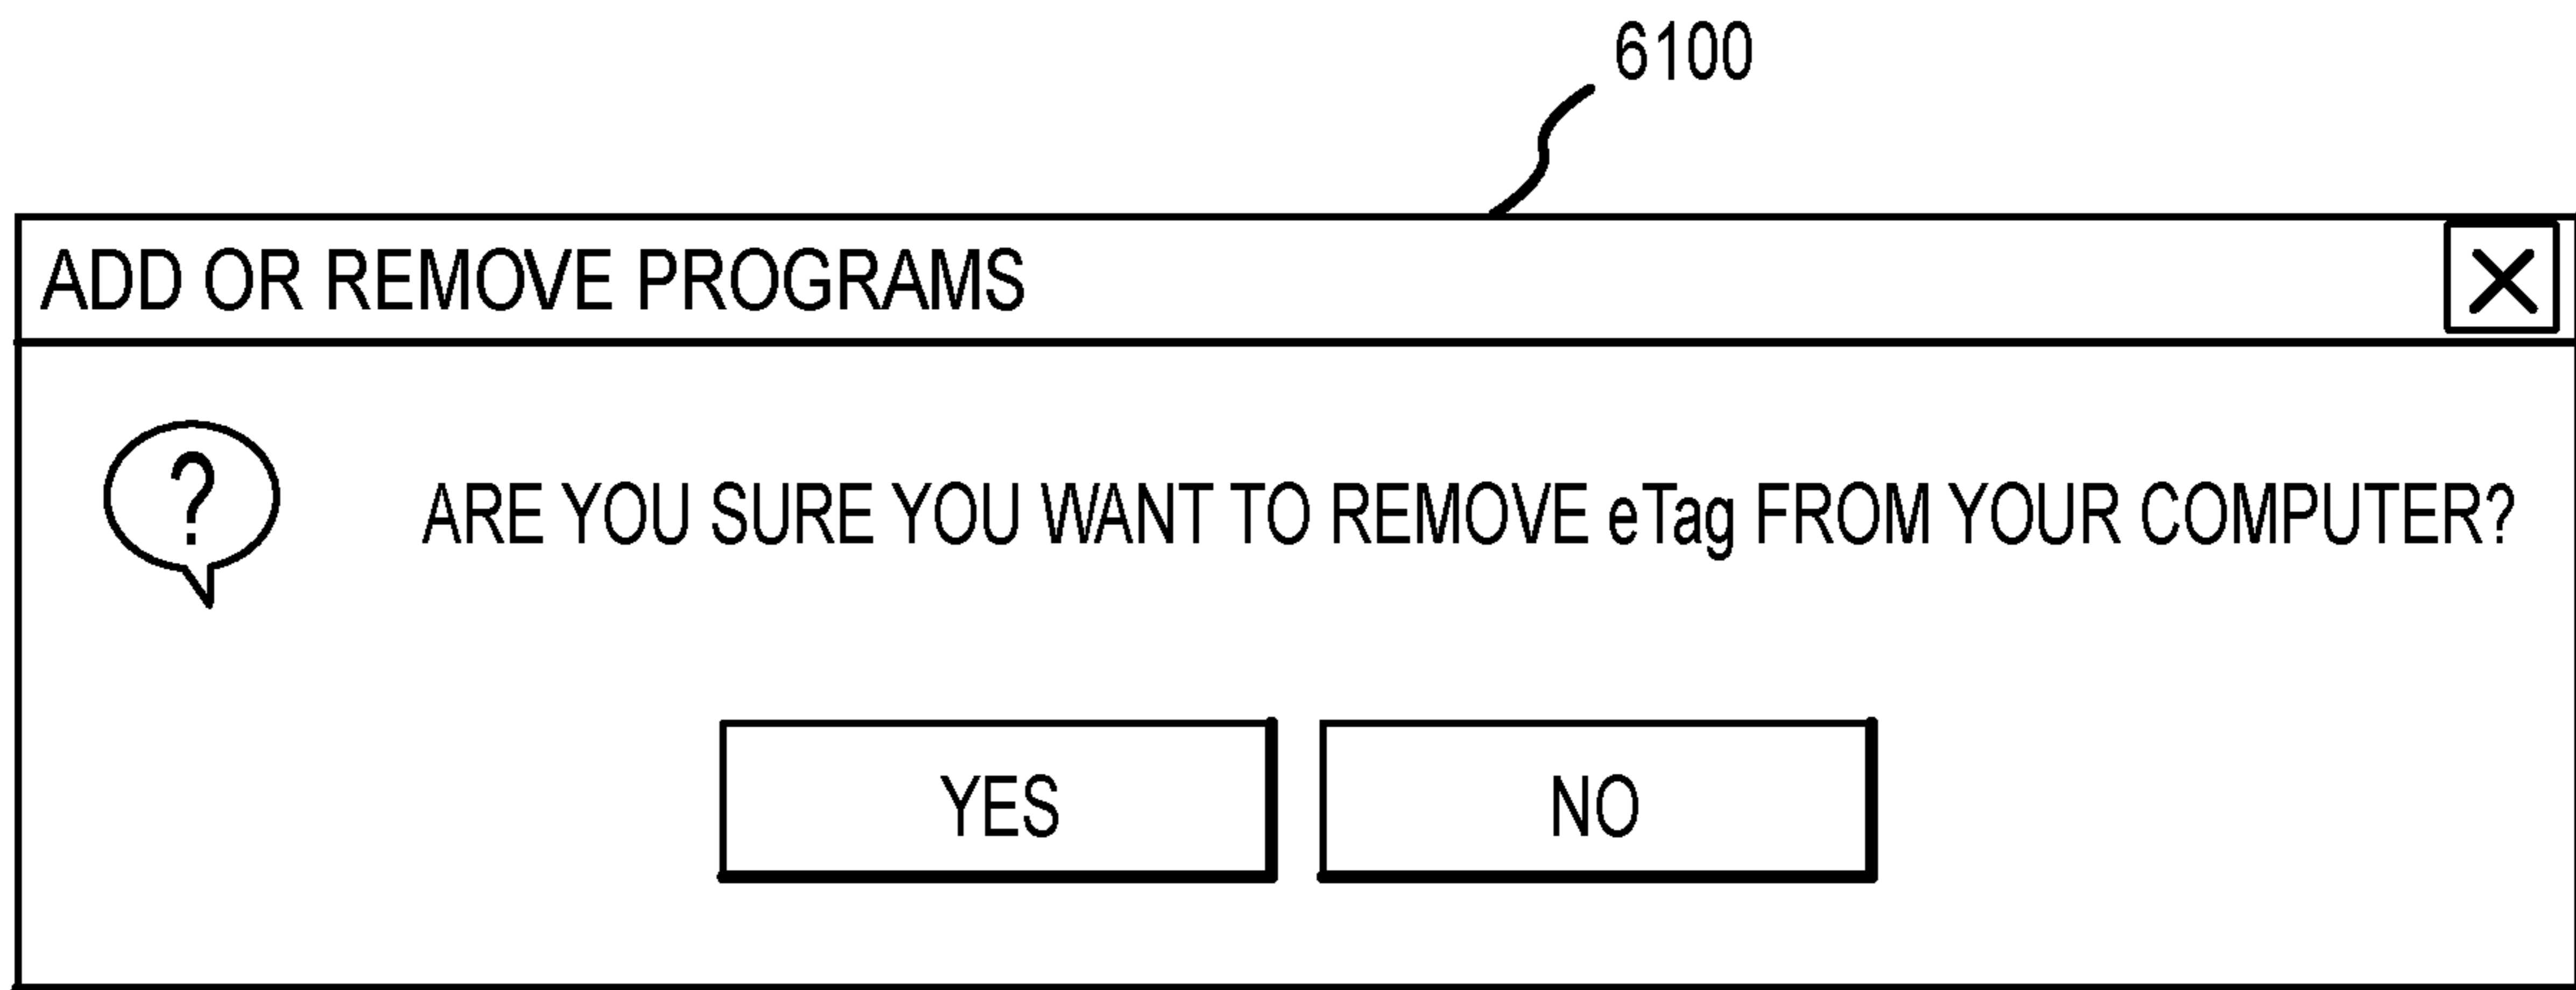 6100
ADD OR REMOVE PROGRAMS
?
ARE YOU SURE YOU WANT TO REMOVE eTag FROM YOUR COMPUTER?
YES
NO